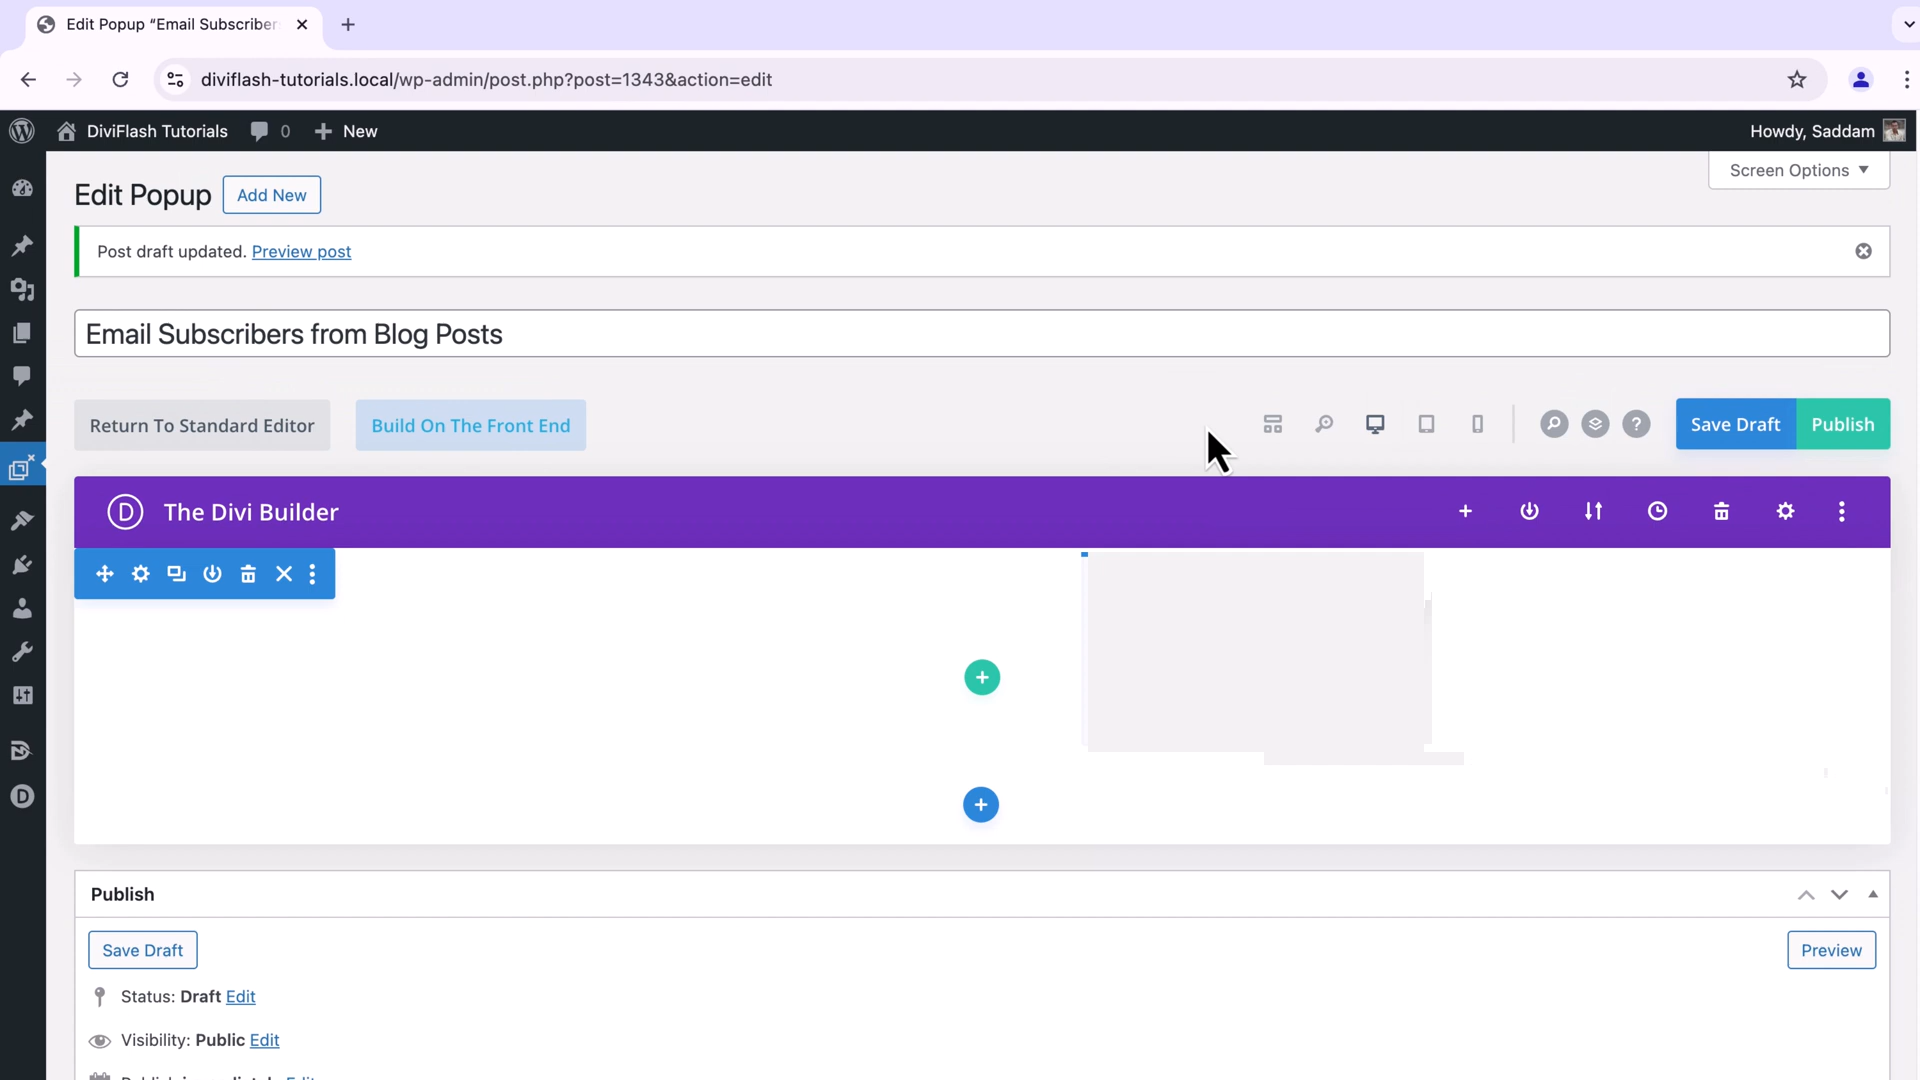 Edit Popup “Email Subscriber
diviflash-tutorials.local/wp-admin/post.php?post=1343&action=edit
DiviFlash Tutorials
0
New
Howdy, Saddam
Screen Options
Edit Popup
Add New
Post draft updated. Preview post
Email Subscribers from Blog Posts
Return To Standard Editor
Build On The Front End
Save Draft
Publish
The Divi Builder
Publish
Save Draft
Preview
Status: Draft Edit
Visibility: Public Edit